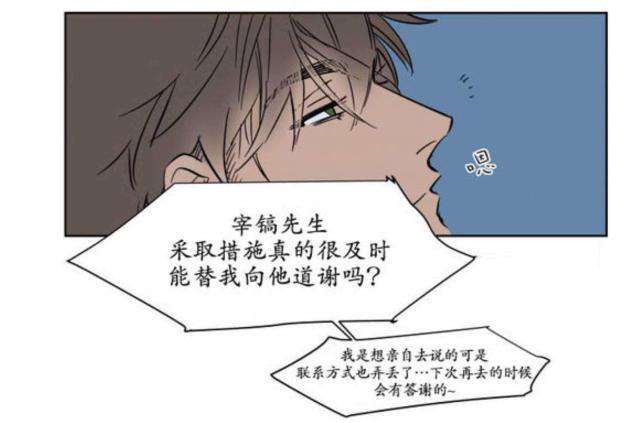 嗯
宰镐先生
采取措施真的很及时
能替我向他道谢吗?
我是想亲自去说的可是
联系方式也弄丢了…下次再去的时候
会有答谢的~